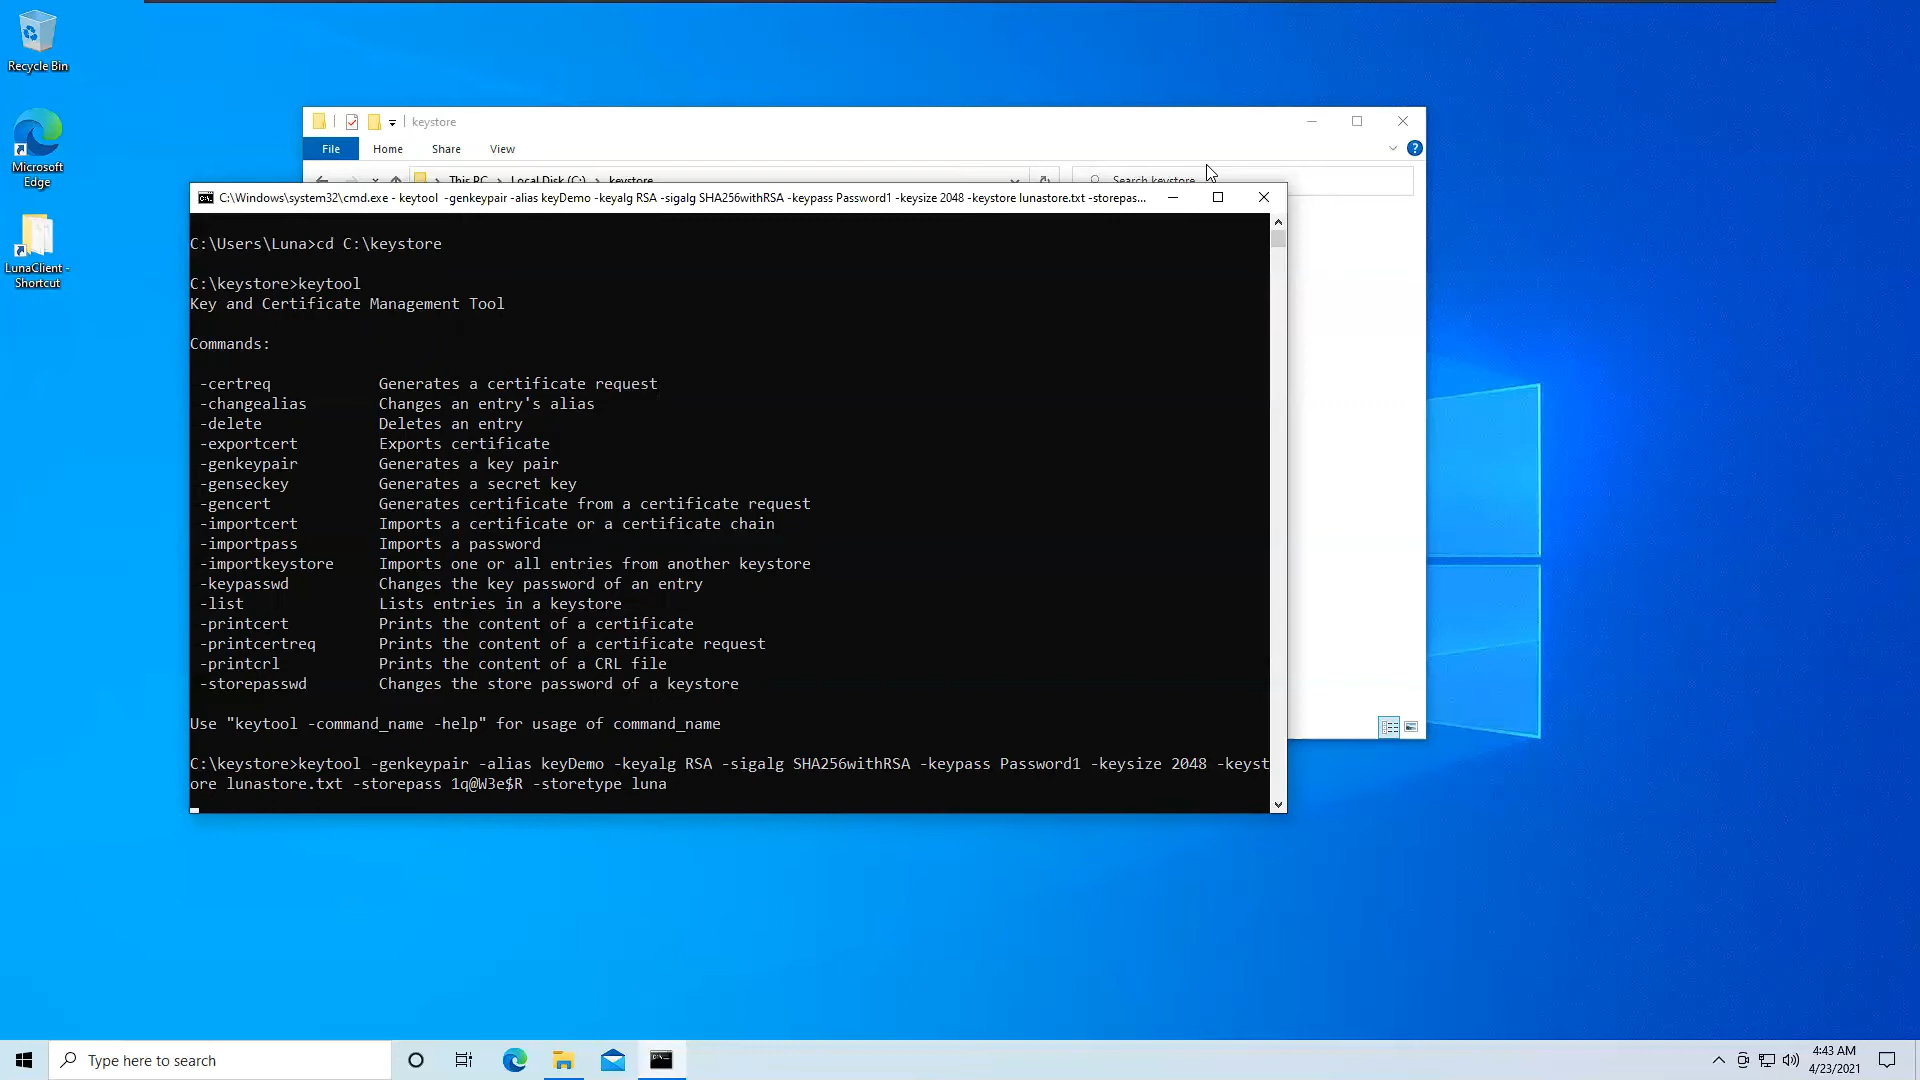 Recycle Bin
Microsoft
Edge
LunaClient -
Shortcut
keystore
File
Home
Share
View
This PC
Local Disk (C:)
keystore
Search keystore
C:\Windows\system32\cmd.exe - keytool -genkeypair -alias keyDemo -keyalg RSA -sigalg SHA256withRSA -keypass Password1 -keysize 2048 -keystore lunastore.txt -storepas...
C:\Users\Luna>cd C:\keystore
C:\keystore>keytool
Key and Certificate Management Tool
Commands:
-certreq Generates a certificate request
-changealias Changes an entry's alias
-delete Deletes an entry
-exportcert Exports certificate
-genkeypair Generates a key pair
-genseckey Generates a secret key
-gencert Generates certificate from a certificate request
-importcert Imports a certificate or a certificate chain
-importpass Imports a password
-importkeystore Imports one or all entries from another keystore
-keypasswd Changes the key password of an entry
-list Lists entries in a keystore
-printcert Prints the content of a certificate
-printcertreq Prints the content of a certificate request
-printcrl Prints the content of a CRL file
-storepasswd Changes the store password of a keystore
Use "keytool -command_name -help" for usage of command_name
C:\keystore>keytool -genkeypair -alias keyDemo -keyalg RSA -sigalg SHA256withRSA -keypass Password1 -keysize 2048 -keyst
ore lunastore.txt -storepass 1q@W3e$R -storetype luna
Type here to search
4:43 AM
4/23/2021